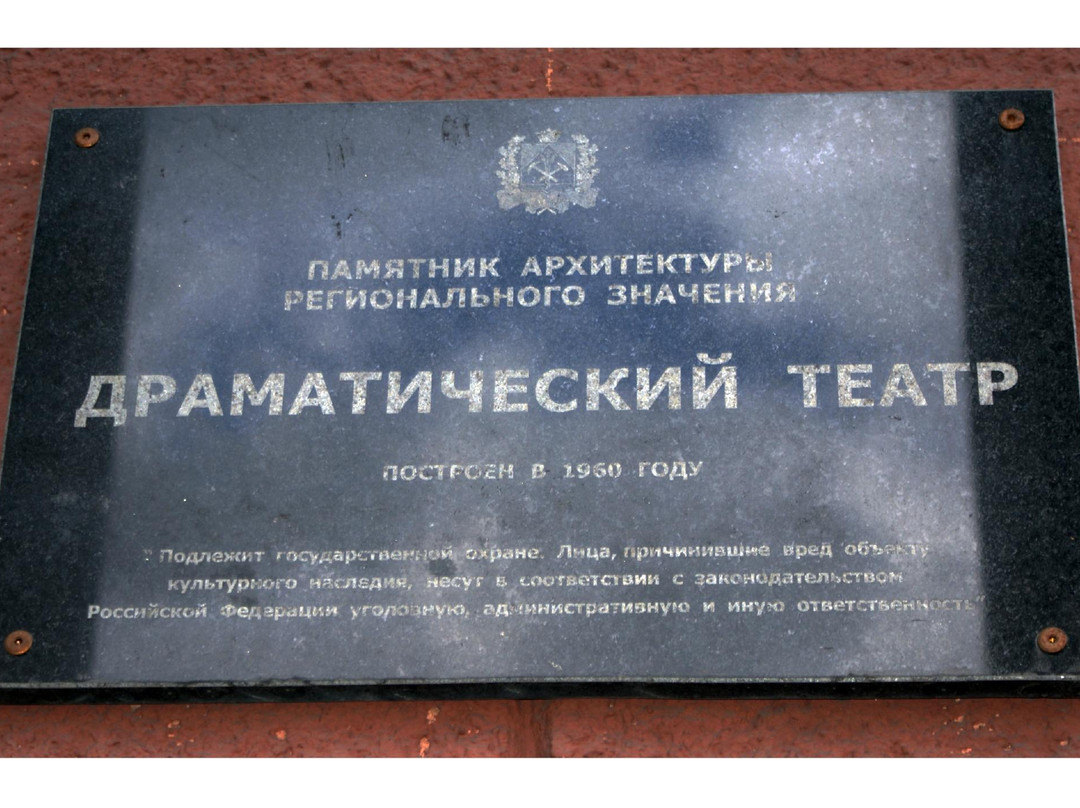 ПАМЯТНИК АРХИТЕКТУРЫ
РЕГИОНАЛЬНОГО ЗНАЧЕНИЯ
ДРАМАТИЧЕСКИЙ ТЕАТР
ПОСТРОЕН В 1960 ГОДУ
" Подлежит государственной охране. Лица, причинившие вред объекту
культурного наследия, несут в соответствии с законодательством
Российской Федерации уголовную, административную и иную ответственность"